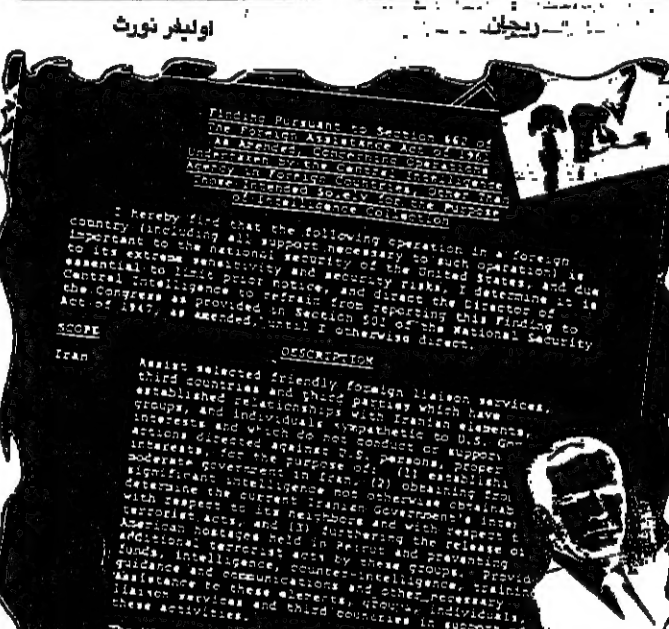 اوليفر نورث
ريجان
Finding Pursuant to Section 662 of
The Foreign Assistance Act of 1961
As Amended, Concerning Operations
Undertaken by the Central Intelligence
Agency in Foreign Countries, Other Than
Those Intended Solely for the Purpose
of Intelligence Collection
I hereby find that the following operation in a foreign
country (including all support necessary to such operation) is
important to the national security of the United States, and due
to its extreme sensitivity and security risks, I determine it is
essential to limit prior notice, and direct the Director of
Central Intelligence to refrain from reporting this Finding to
the Congress as provided in Section 501 of the National Security
Act of 1947, as amended, until I otherwise direct.
SCOPE
DESCRIPTION
Iran
Assist selected friendly foreign liaison services,
third countries and third parties which have
established relationships with Iranian elements,
groups, and individuals sympathetic to U.S. Gov
interests and which do not conduct or support
actions directed against U.S. persons, proper
interests, for the purpose of: (1) establishi
moderate government in Iran, (2) obtaining fro
significant intelligence not otherwise obtainab
determine the current Iranian Government's inten
with respect to its neighbors and with respect
terrorist acts, and (3) furthering the release of
American hostages held in Beirut and preventing
additional terrorist acts by these groups. Provid
funds, intelligence, counter-intelligence, trainin
guidance and communications and other necessary
assistance to these elements, groups, individuals,
liaison services and third countries in support
these activities.